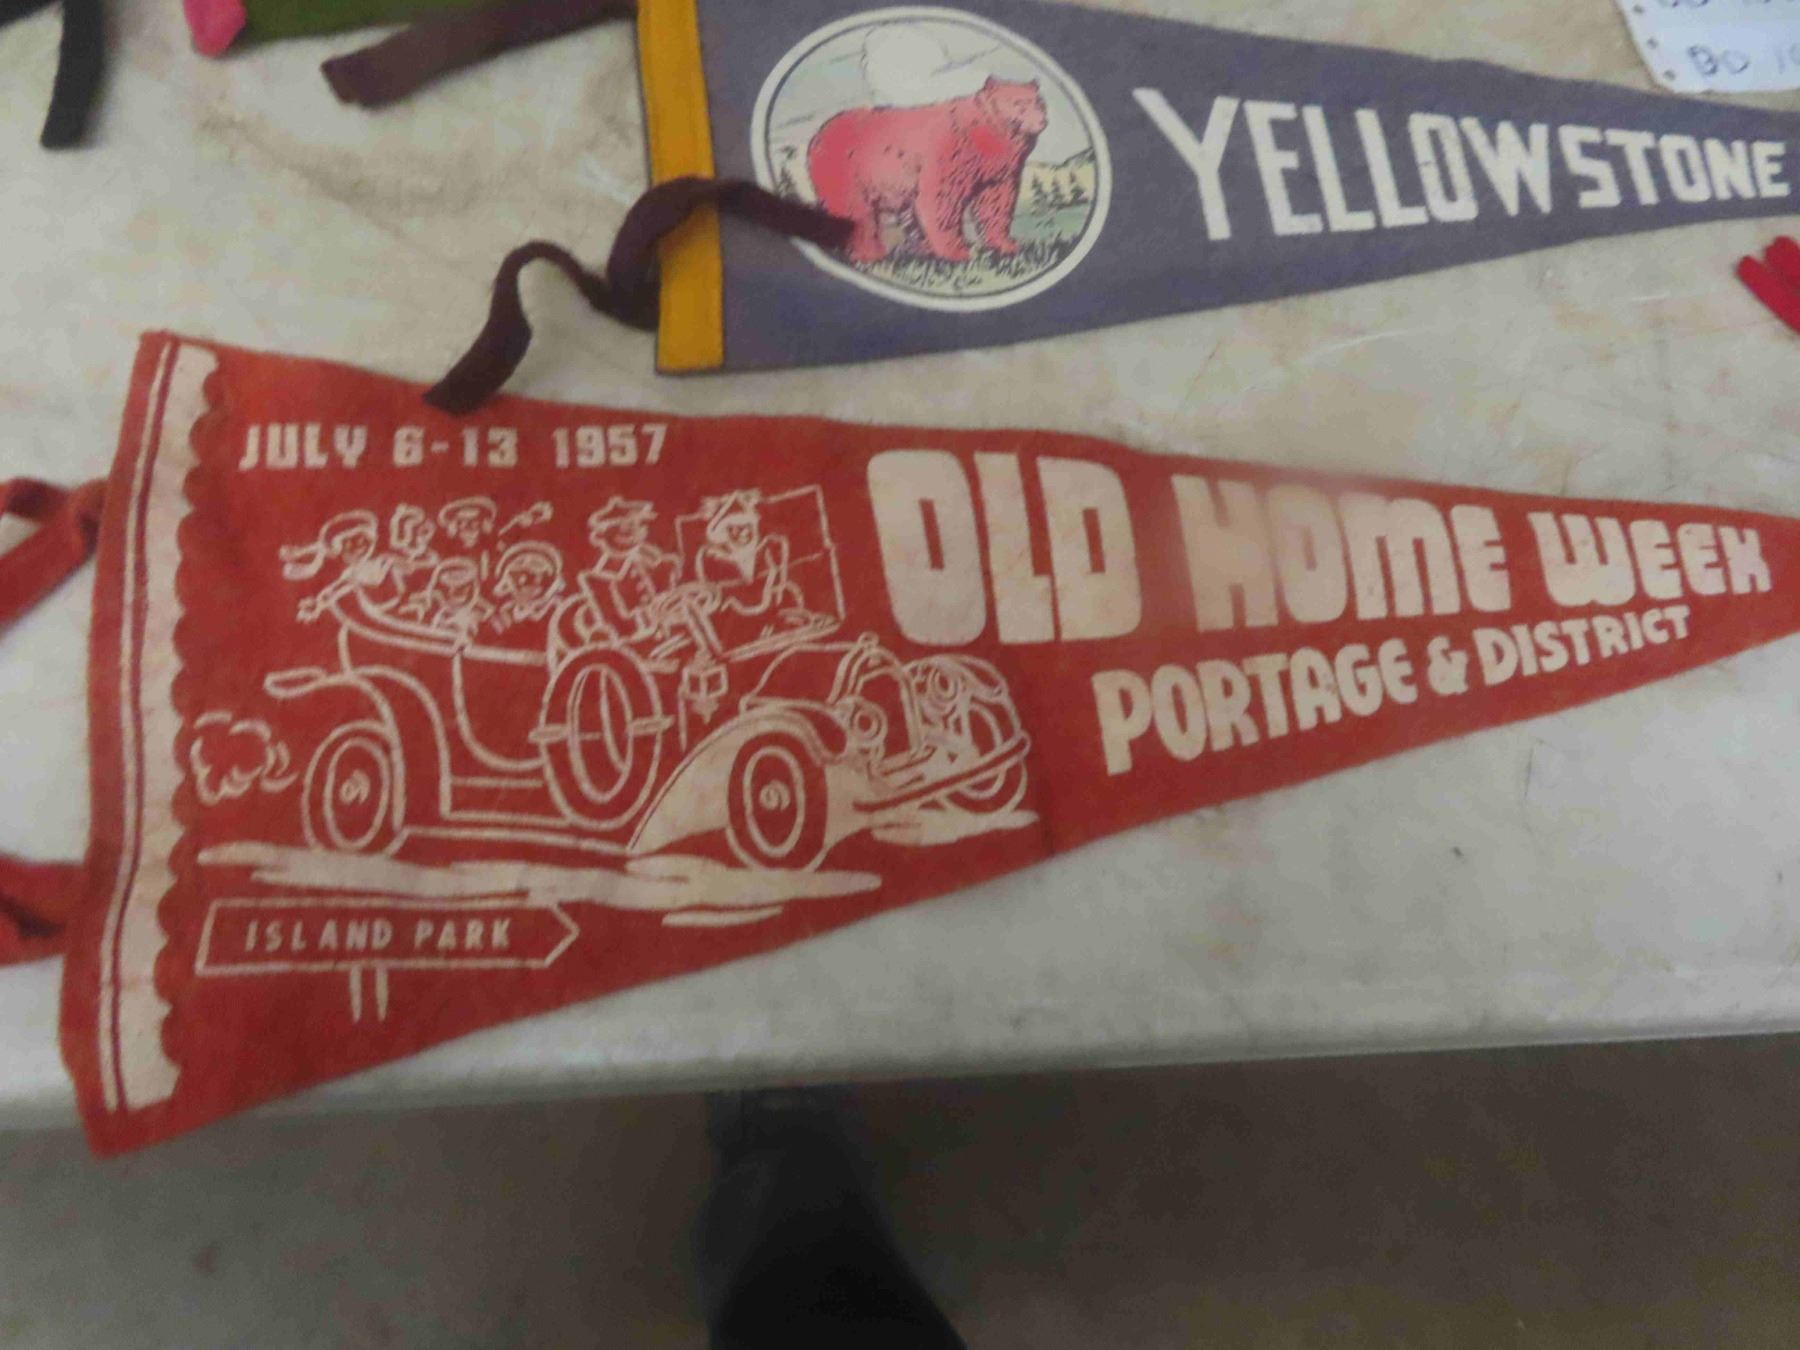 YELLOWSTONE
JULY 6-13 1957
OLD HOME WEEK
PORTAGE & DISTRICT
ISLAND PARK